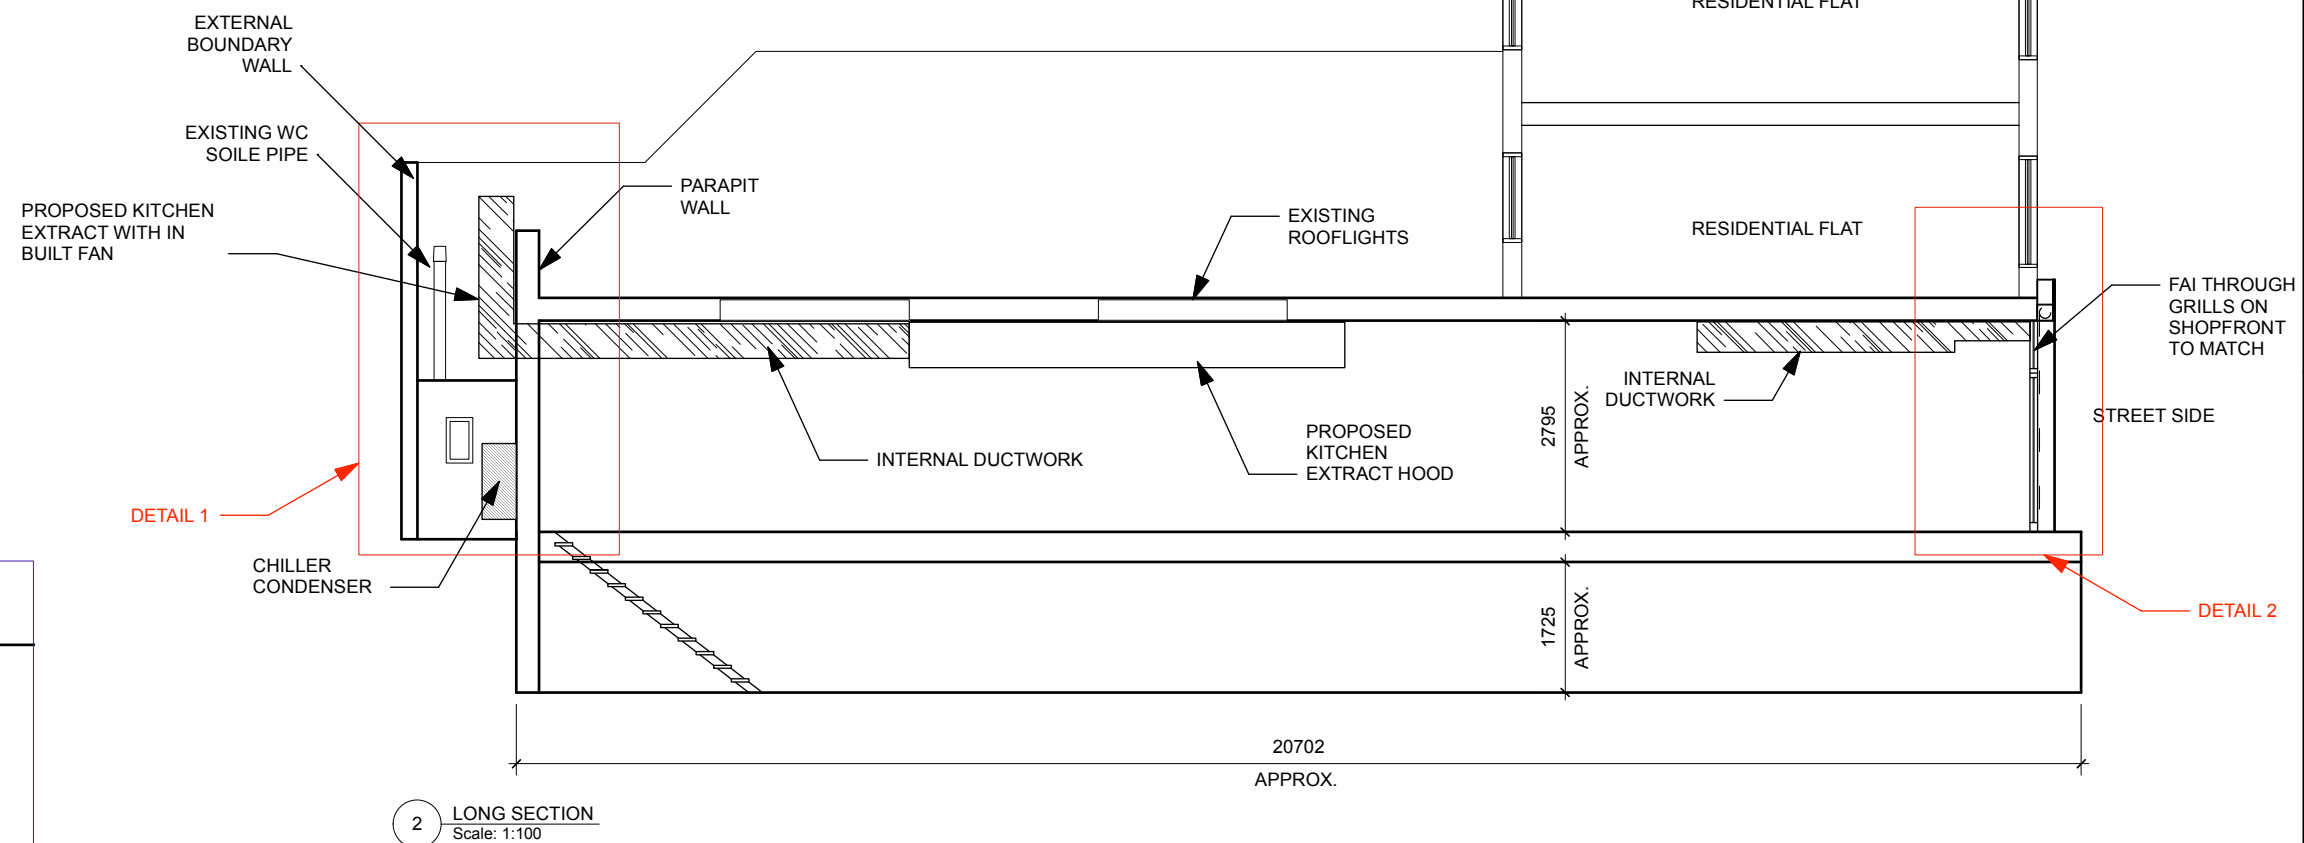 RESIDENTIAL FLAT
EXTERNAL
BOUNDARY
WALL
EXISTING WC
SOILE PIPE
PROPOSED KITCHEN
EXTRACT WITH IN
BUILT FAN
PARAPIT
WALL
EXISTING
ROOFLIGHTS
RESIDENTIAL FLAT
FAI THROUGH
GRILLS ON
SHOPFRONT
TO MATCH
INTERNAL
DUCTWORK
STREET SIDE
2795
APPROX.
PROPOSED
KITCHEN
EXTRACT HOOD
INTERNAL DUCTWORK
DETAIL 1
CHILLER
CONDENSER
1725
APPROX.
DETAIL 2
20702
APPROX.
2
LONG SECTION
Scale: 1:100